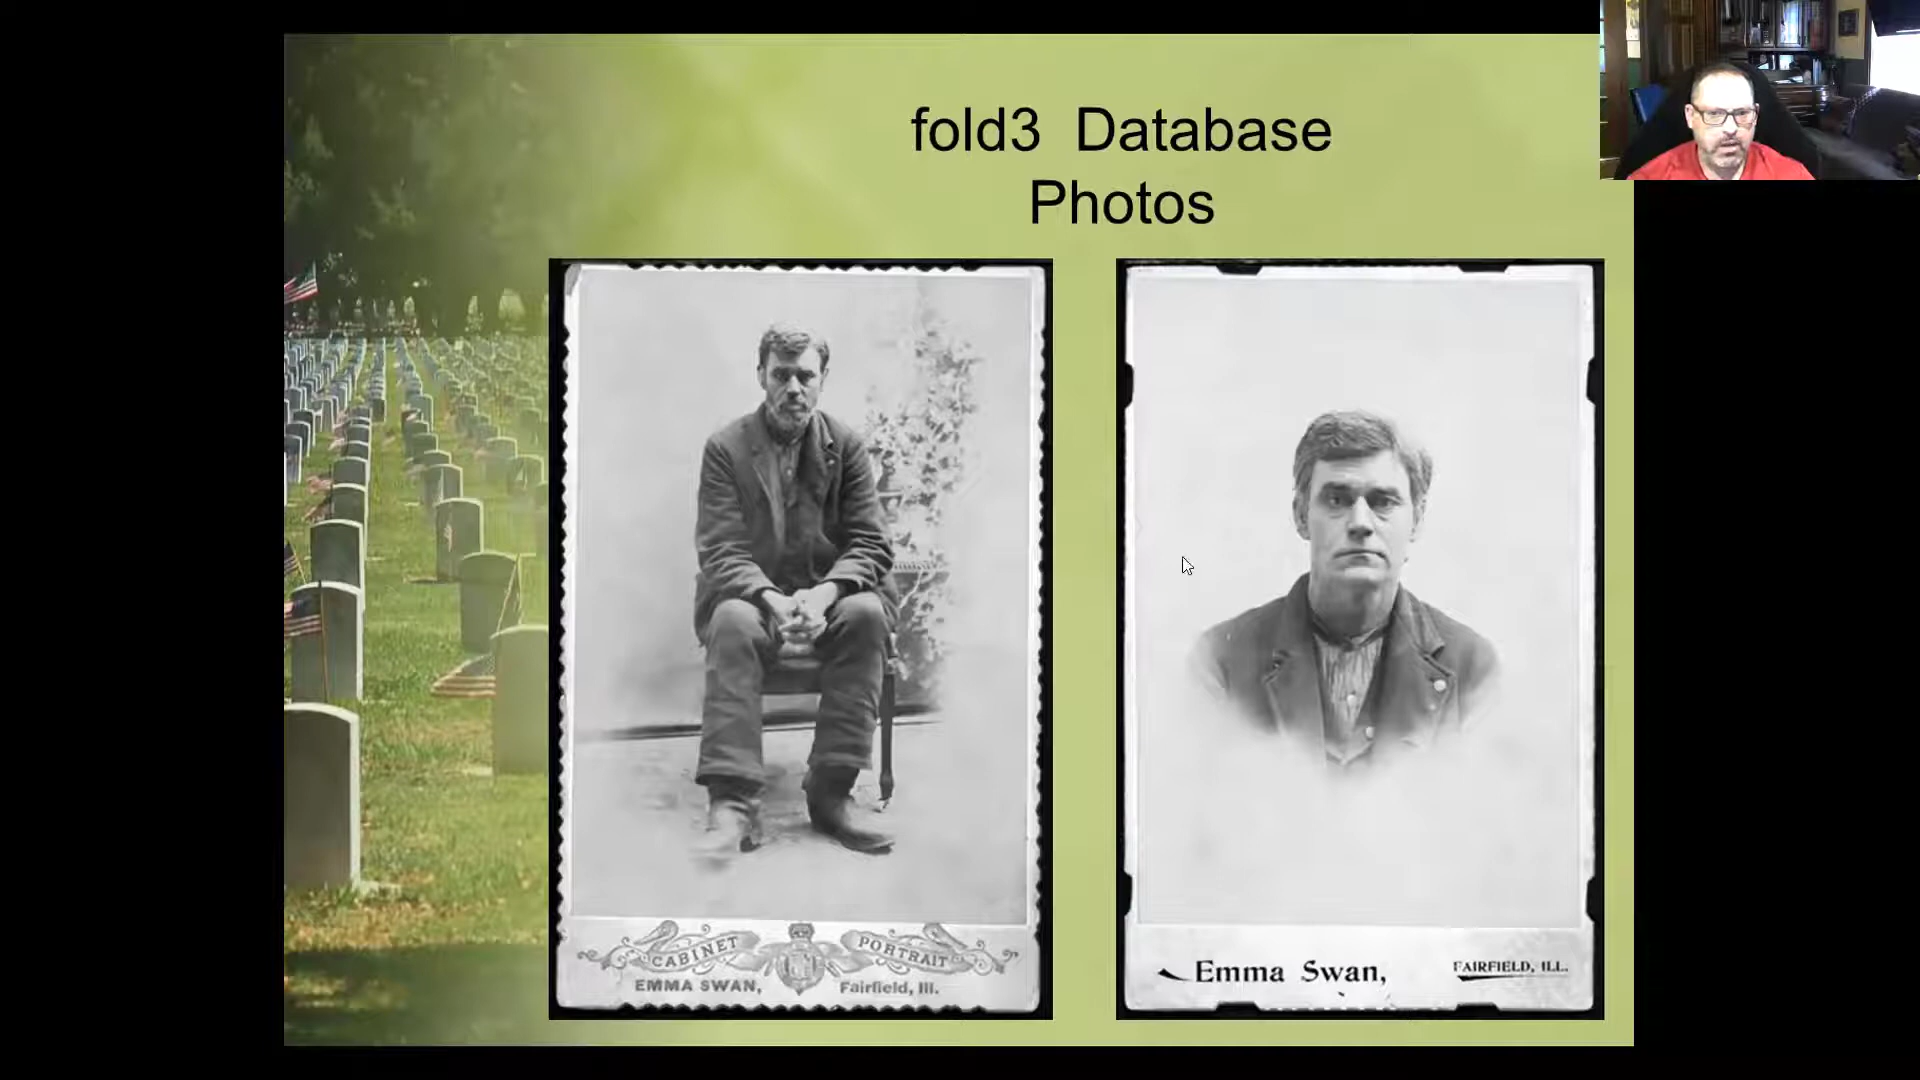 fold3 Database
Photos
CABINET PORTRAIT
EMMA SWAN, Fairfield, Ill.
Emma Swan, FAIRFIELD, ILL.